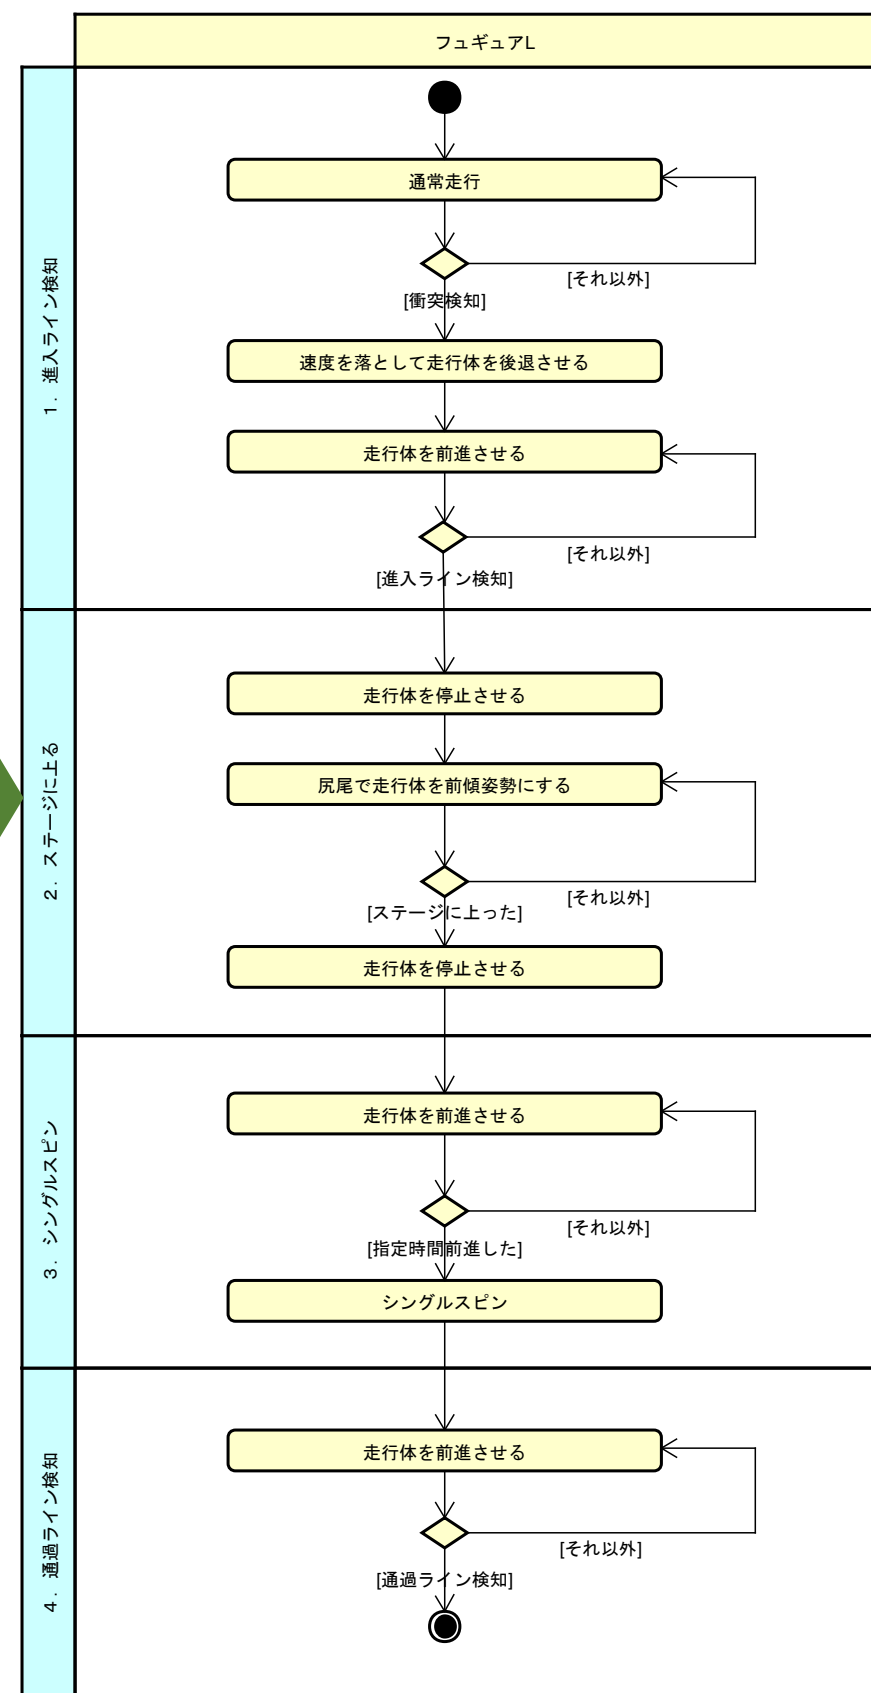 フュギュアL
1. 進入ライン検知
通常走行
[それ以外]
[衝突検知]
速度を落として走行体を後退させる
走行体を前進させる
[それ以外]
[進入ライン検知]
2. ステージに上る
走行体を停止させる
尻尾で走行体を前傾姿勢にする
[それ以外]
[ステージに上った]
走行体を停止させる
3. シングルスピン
走行体を前進させる
[それ以外]
[指定時間前進した]
シングルスピン
4. 通過ライン検知
走行体を前進させる
[それ以外]
[通過ライン検知]